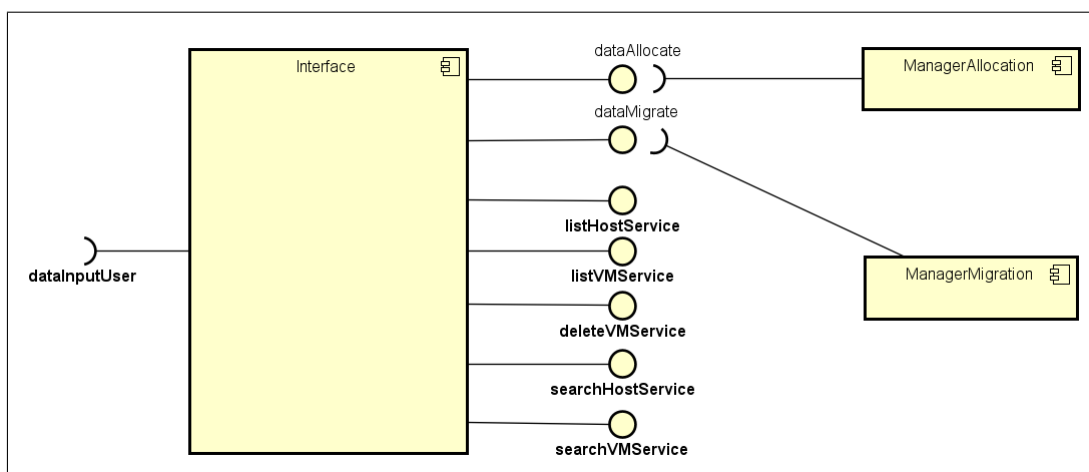 dataAllocate
Interface
ManagerAllocation
dataMigrate
listHostService
dataInputUser
listVMService
ManagerMigration
deleteVMService
searchHostService
searchVMService